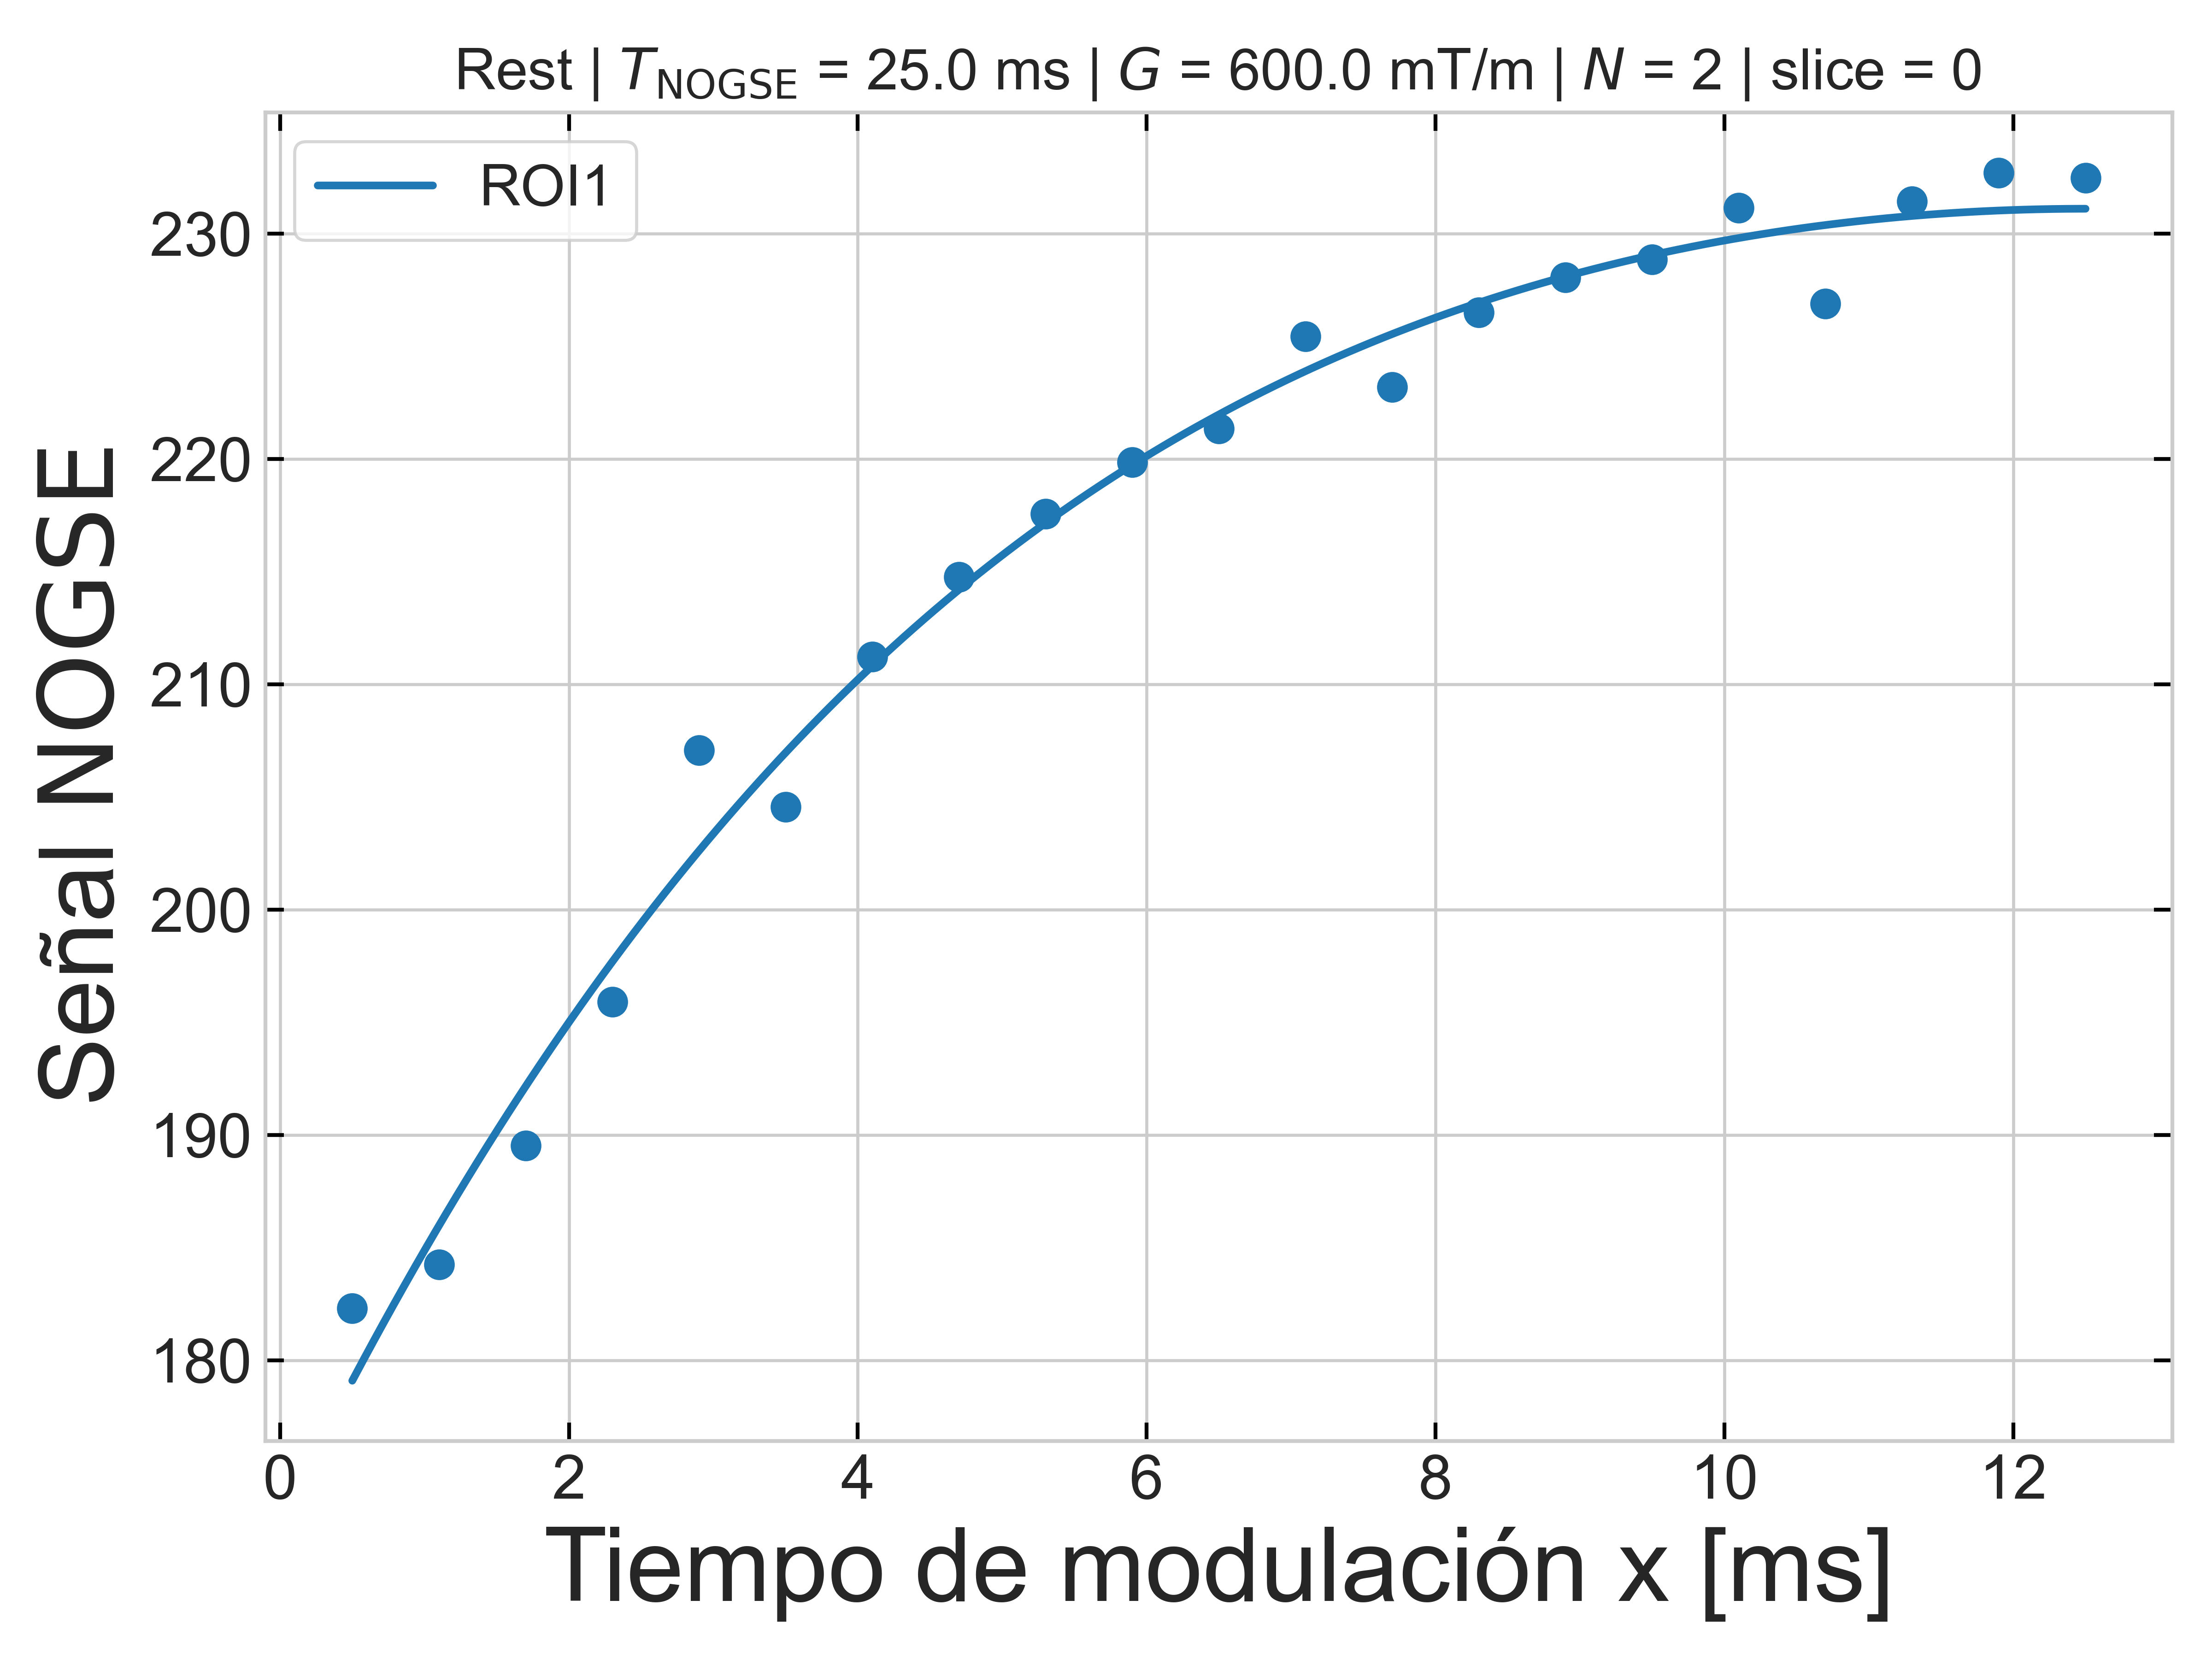 Rest | T_NOGSE = 25.0 ms | G = 600.0 mT/m | N = 2 | slice = 0
ROI1
Señal NOGSE
230
220
210
200
190
180
0 2 4 6 8 10 12
Tiempo de modulación x [ms]